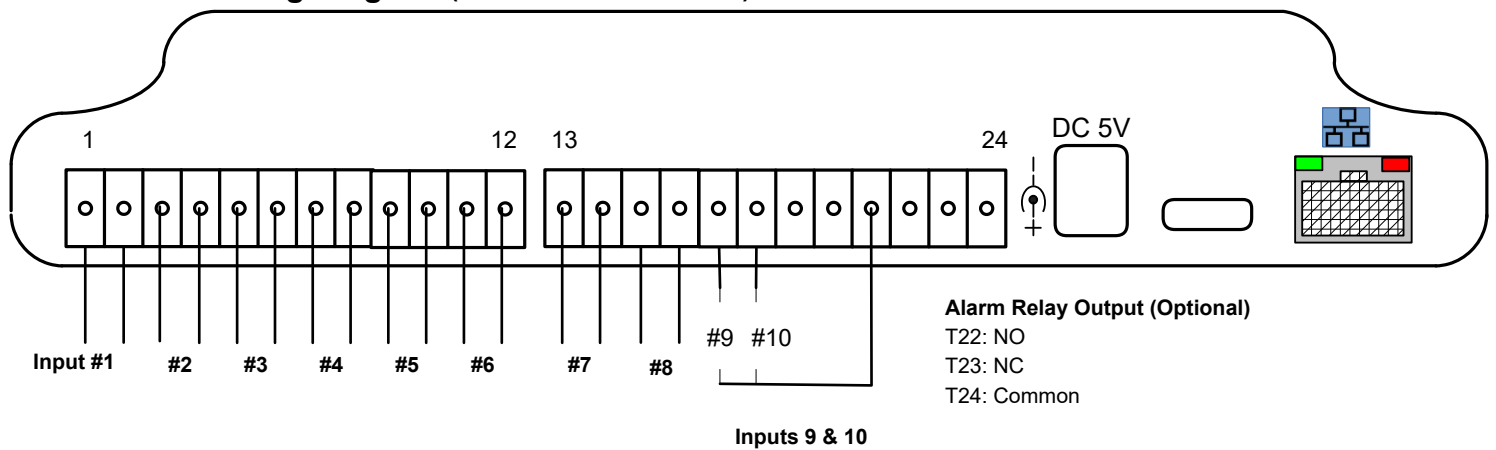 1
12
13
24
DC 5V
+
#9 #10
Input #1 #2 #3 #4 #5 #6 #7 #8
Alarm Relay Output (Optional)
T22: NO
T23: NC
T24: Common
Inputs 9 & 10